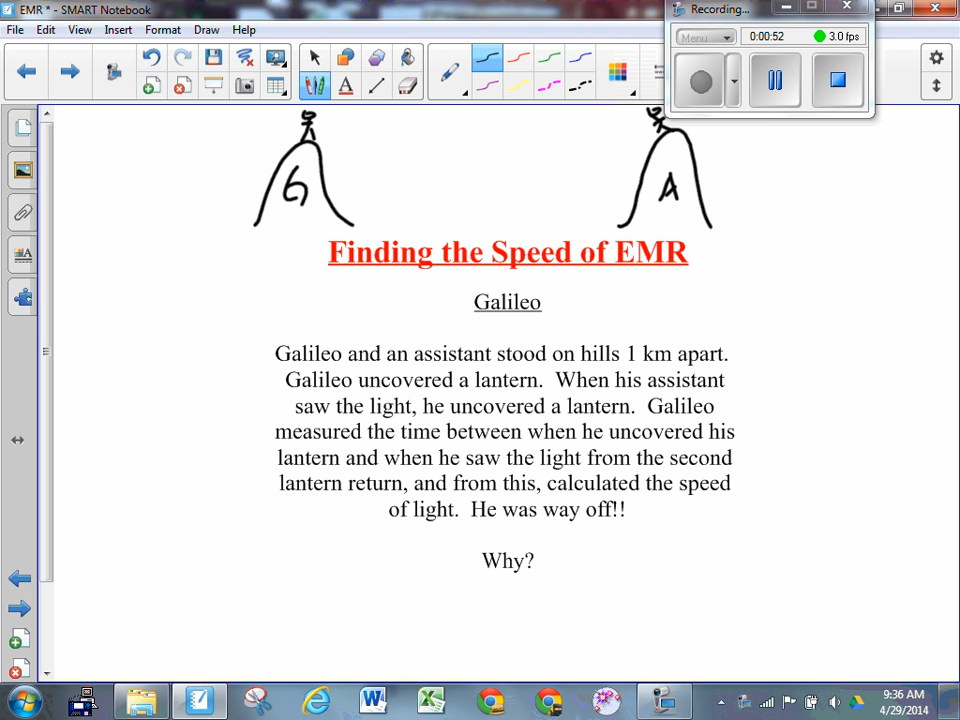 EMR * - SMART Notebook
Recording...
File Edit View Insert Format Draw Help
Menu 0:00:52 3.0 fps
G A
Finding the Speed of EMR
Galileo
Galileo and an assistant stood on hills 1 km apart.
Galileo uncovered a lantern. When his assistant
saw the light, he uncovered a lantern. Galileo
measured the time between when he uncovered his
lantern and when he saw the light from the second
lantern return, and from this, calculated the speed
of light. He was way off!!
Why?
9:36 AM
4/29/2014